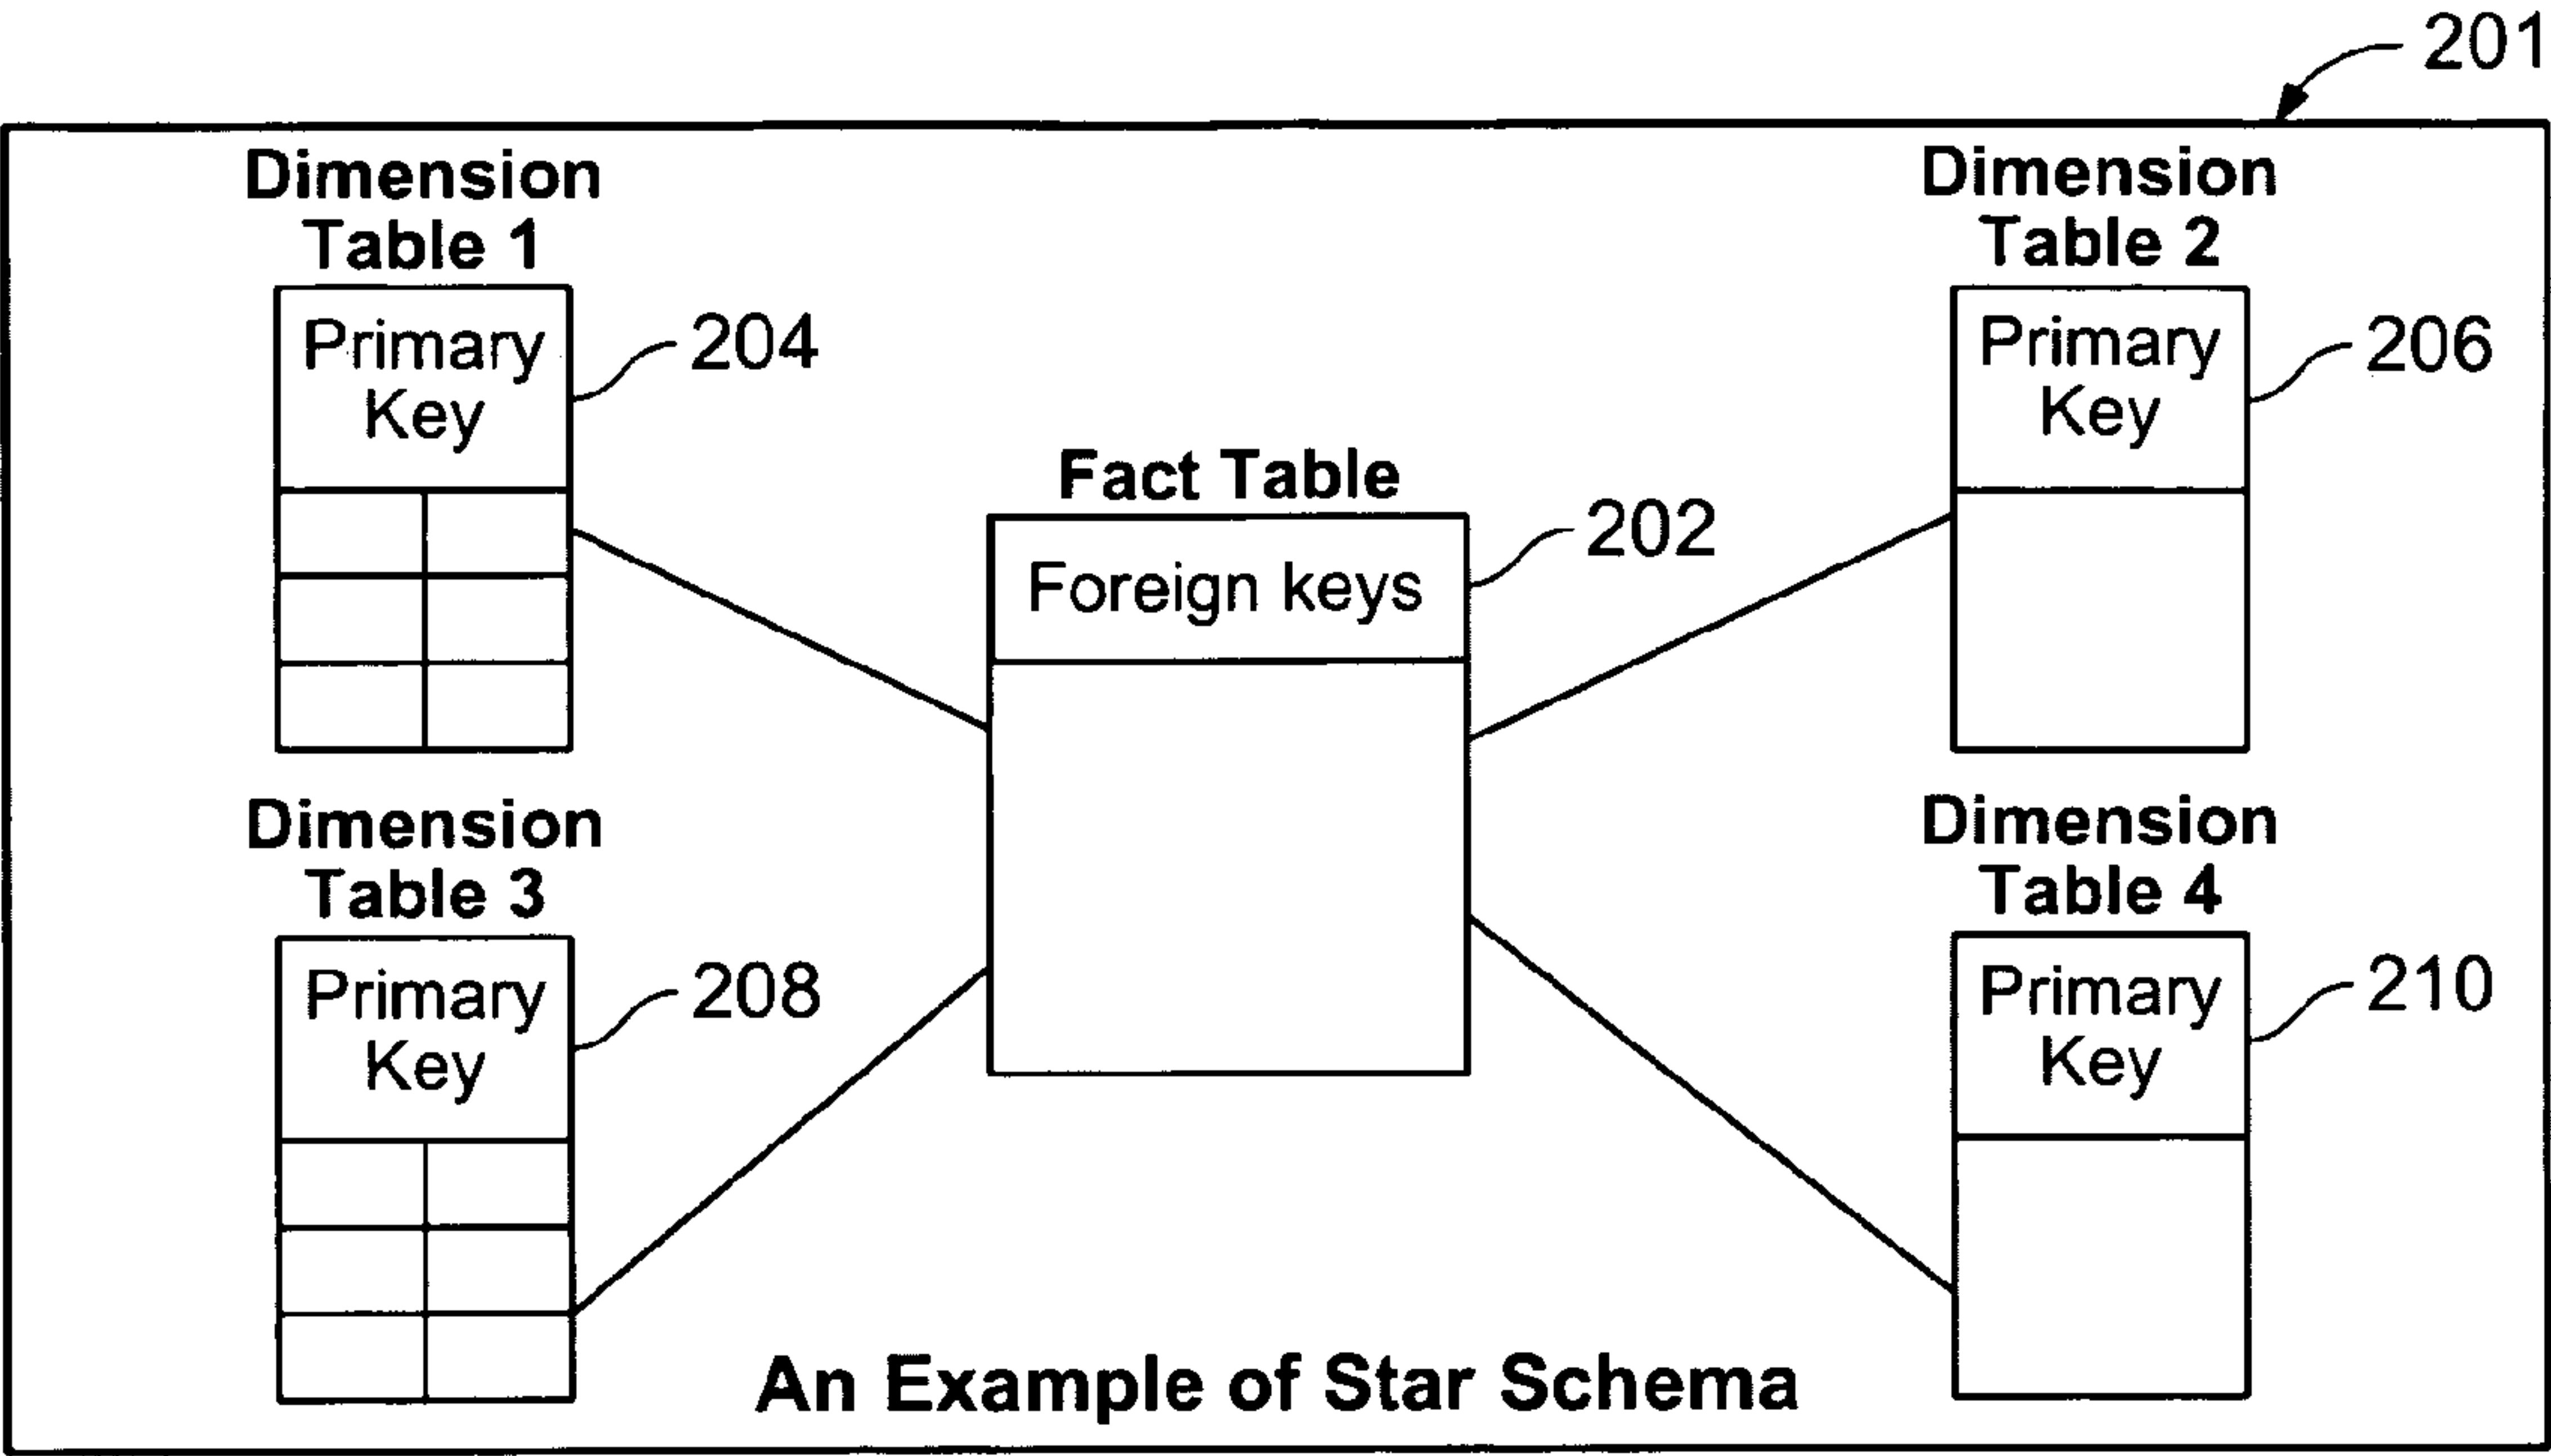 201
Dimension
Table 1
Primary
Key
204
Dimension
Table 2
Primary
Key
206
Fact Table
Foreign keys
202
Dimension
Table 3
Primary
Key
208
Dimension
Table 4
Primary
Key
210
An Example of Star Schema